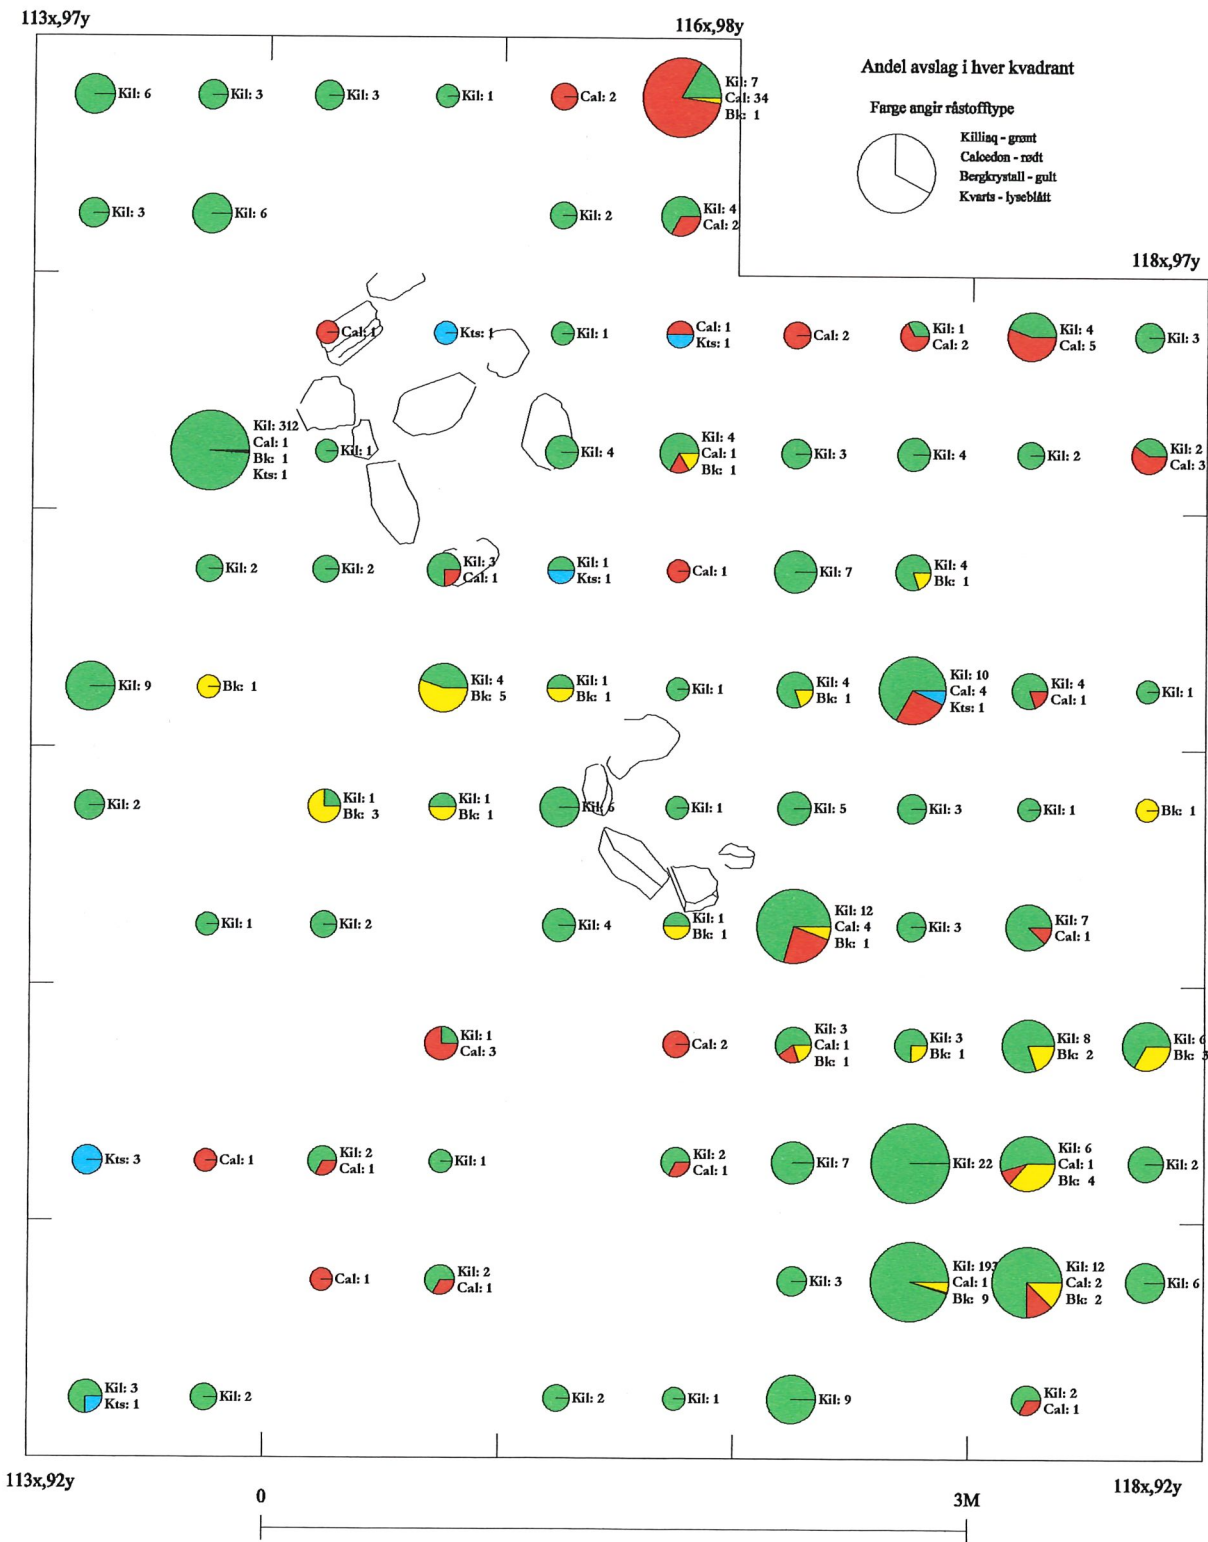 113x,97y
116x,98y
Andel avslag i hver kvadrant
Farge angir råstofftype
Killiaq - grønt
Calcedon - rødt
Bergkrystall - gult
Kvarts - lyseblått
Kil: 6
Kil: 3
Kil: 3
Kil: 1
Cal: 2
Kil: 7
Cal: 34
Bk: 1
Kil: 3
Kil: 6
Kil: 2
Kil: 4
Cal: 2
118x,97y
Cal: 1
Kts: 1
Kil: 1
Cal: 1
Kts: 1
Cal: 2
Kil: 1
Cal: 2
Kil: 4
Cal: 5
Kil: 3
Kil: 312
Cal: 1
Bk: 1
Kts: 1
Kil: 1
Kil: 4
Kil: 4
Cal: 1
Bk: 1
Kil: 3
Kil: 4
Kil: 2
Kil: 2
Cal: 3
Kil: 2
Kil: 2
Kil: 3
Cal: 1
Kil: 1
Kts: 1
Cal: 1
Kil: 7
Kil: 4
Bk: 1
Kil: 9
Bk: 1
Kil: 4
Bk: 5
Kil: 1
Bk: 1
Kil: 1
Kil: 4
Bk: 1
Kil: 10
Cal: 4
Kts: 1
Kil: 4
Cal: 1
Kil: 1
Kil: 2
Kil: 1
Bk: 3
Kil: 1
Bk: 1
Kil: 6
Kil: 1
Kil: 5
Kil: 3
Kil: 1
Bk: 1
Kil: 1
Kil: 2
Kil: 4
Kil: 1
Bk: 1
Kil: 12
Cal: 4
Bk: 1
Kil: 3
Kil: 7
Cal: 1
Kil: 1
Cal: 3
Cal: 2
Kil: 3
Cal: 1
Bk: 1
Kil: 3
Bk: 1
Kil: 8
Bk: 2
Kil: 6
Bk: 3
Kts: 3
Cal: 1
Kil: 2
Cal: 1
Kil: 1
Kil: 2
Cal: 1
Kil: 7
Kil: 22
Kil: 6
Cal: 1
Bk: 4
Kil: 2
Cal: 1
Kil: 2
Cal: 1
Kil: 3
Kil: 193
Cal: 1
Bk: 9
Kil: 12
Cal: 2
Bk: 2
Kil: 6
Kil: 3
Kts: 1
Kil: 2
Kil: 2
Kil: 1
Kil: 9
Kil: 2
Cal: 1
113x,92y
118x,92y
0
3M